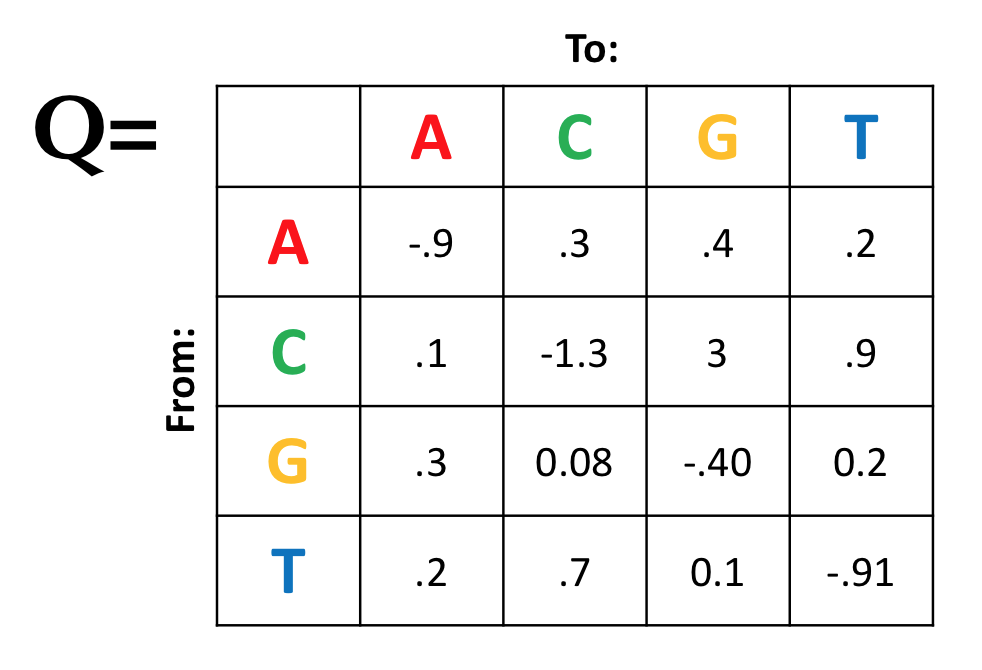 To:
Q=
A C G T
A -.9 .3 .4 .2
C .1 -1.3 3 .9
From:
G .3 0.08 -.40 0.2
T .2 .7 0.1 -.91